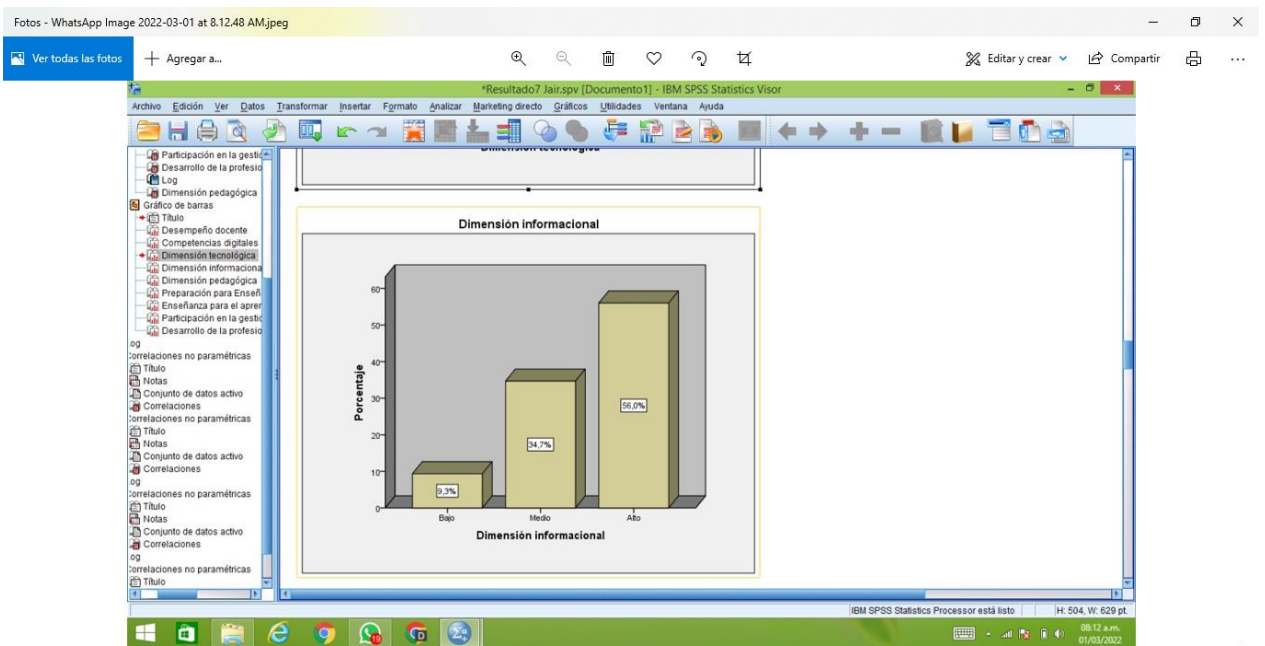 Fotos - WhatsApp Image 2022-03-01 at 8.12.48 AM.jpeg
Ver todas las fotos
Agregar a...
Editar y crear
Compartir
*Resultado7 Jair.spv [Documento1] - IBM SPSS Statistics Visor
Archivo Edición Ver Datos Transformar Insertar Formato Analizar Marketing directo Gráficos Utilidades Ventana Ayuda
Participación en la gestió
Desarrollo de la profesio
Log
Dimensión pedagógica
Gráfico de barras
Título
Desempeño docente
Competencias digitales
Dimensión tecnológica
Dimensión informaciona
Dimensión pedagógica
Preparación para Enseñ
Enseñanza para el apren
Participación en la gestió
Desarrollo de la profesio
og
orrelaciones no paramétricas
Título
Notas
Conjunto de datos activo
Correlaciones
orrelaciones no paramétricas
Título
Notas
Conjunto de datos activo
Correlaciones
og
orrelaciones no paramétricas
Título
Notas
Conjunto de datos activo
Correlaciones
og
orrelaciones no paramétricas
Título
Dimensión tecnológica
Dimensión informacional
Porcentaje
60
50
40
30
20
10
0
9,3%
34,7%
56,0%
Bajo Medio Alto
Dimensión informacional
IBM SPSS Statistics Processor está listo
H: 504, W: 629 pt.
08:12 a.m.
01/03/2022